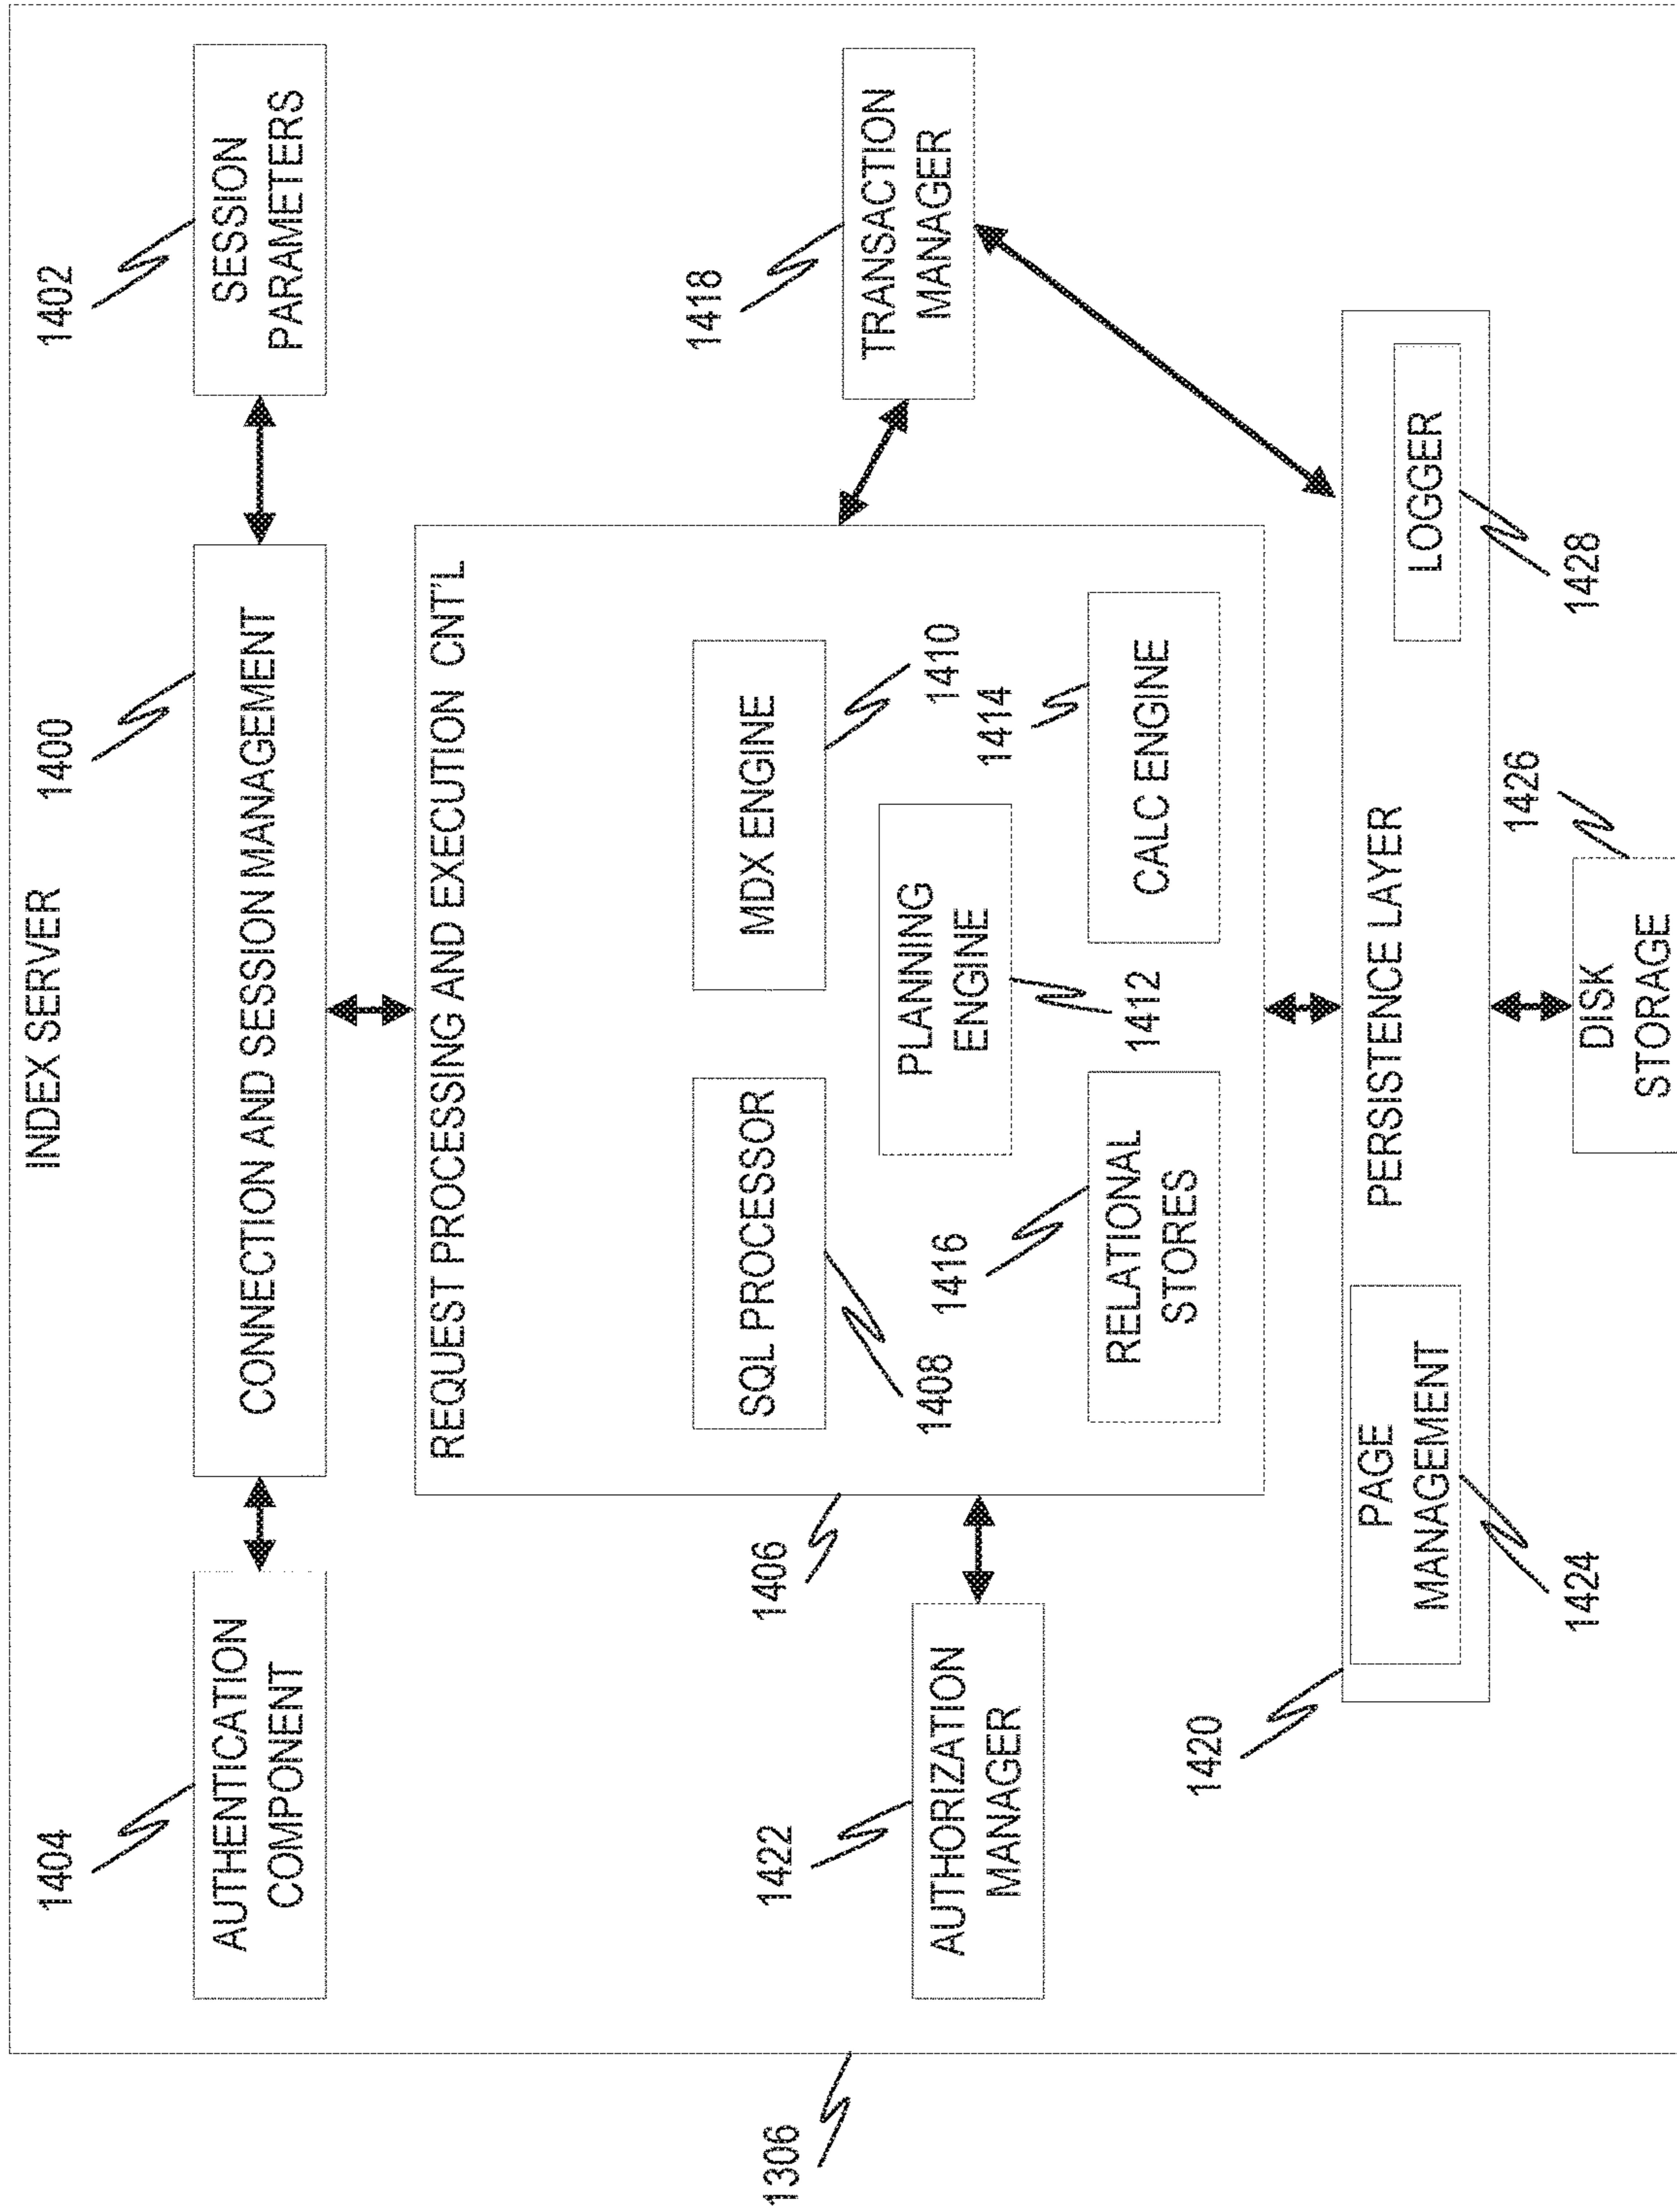 INDEX SERVER
1404
1400
1402
AUTHENTICATION
COMPONENT
CONNECTION AND SESSION MANAGEMENT
SESSION
PARAMETERS
REQUEST PROCESSING AND EXECUTION CNT'L
1306
1406
1418
SQL PROCESSOR
MDX ENGINE
1408
1410
1422
AUTHORIZATION
MANAGER
TRANSACTION
MANAGER
PLANNING
ENGINE
1416
1412
1414
RELATIONAL
STORES
CALC ENGINE
1420
PAGE
MANAGEMENT
PERSISTENCE LAYER
LOGGER
1424
1426
1428
DISK
STORAGE